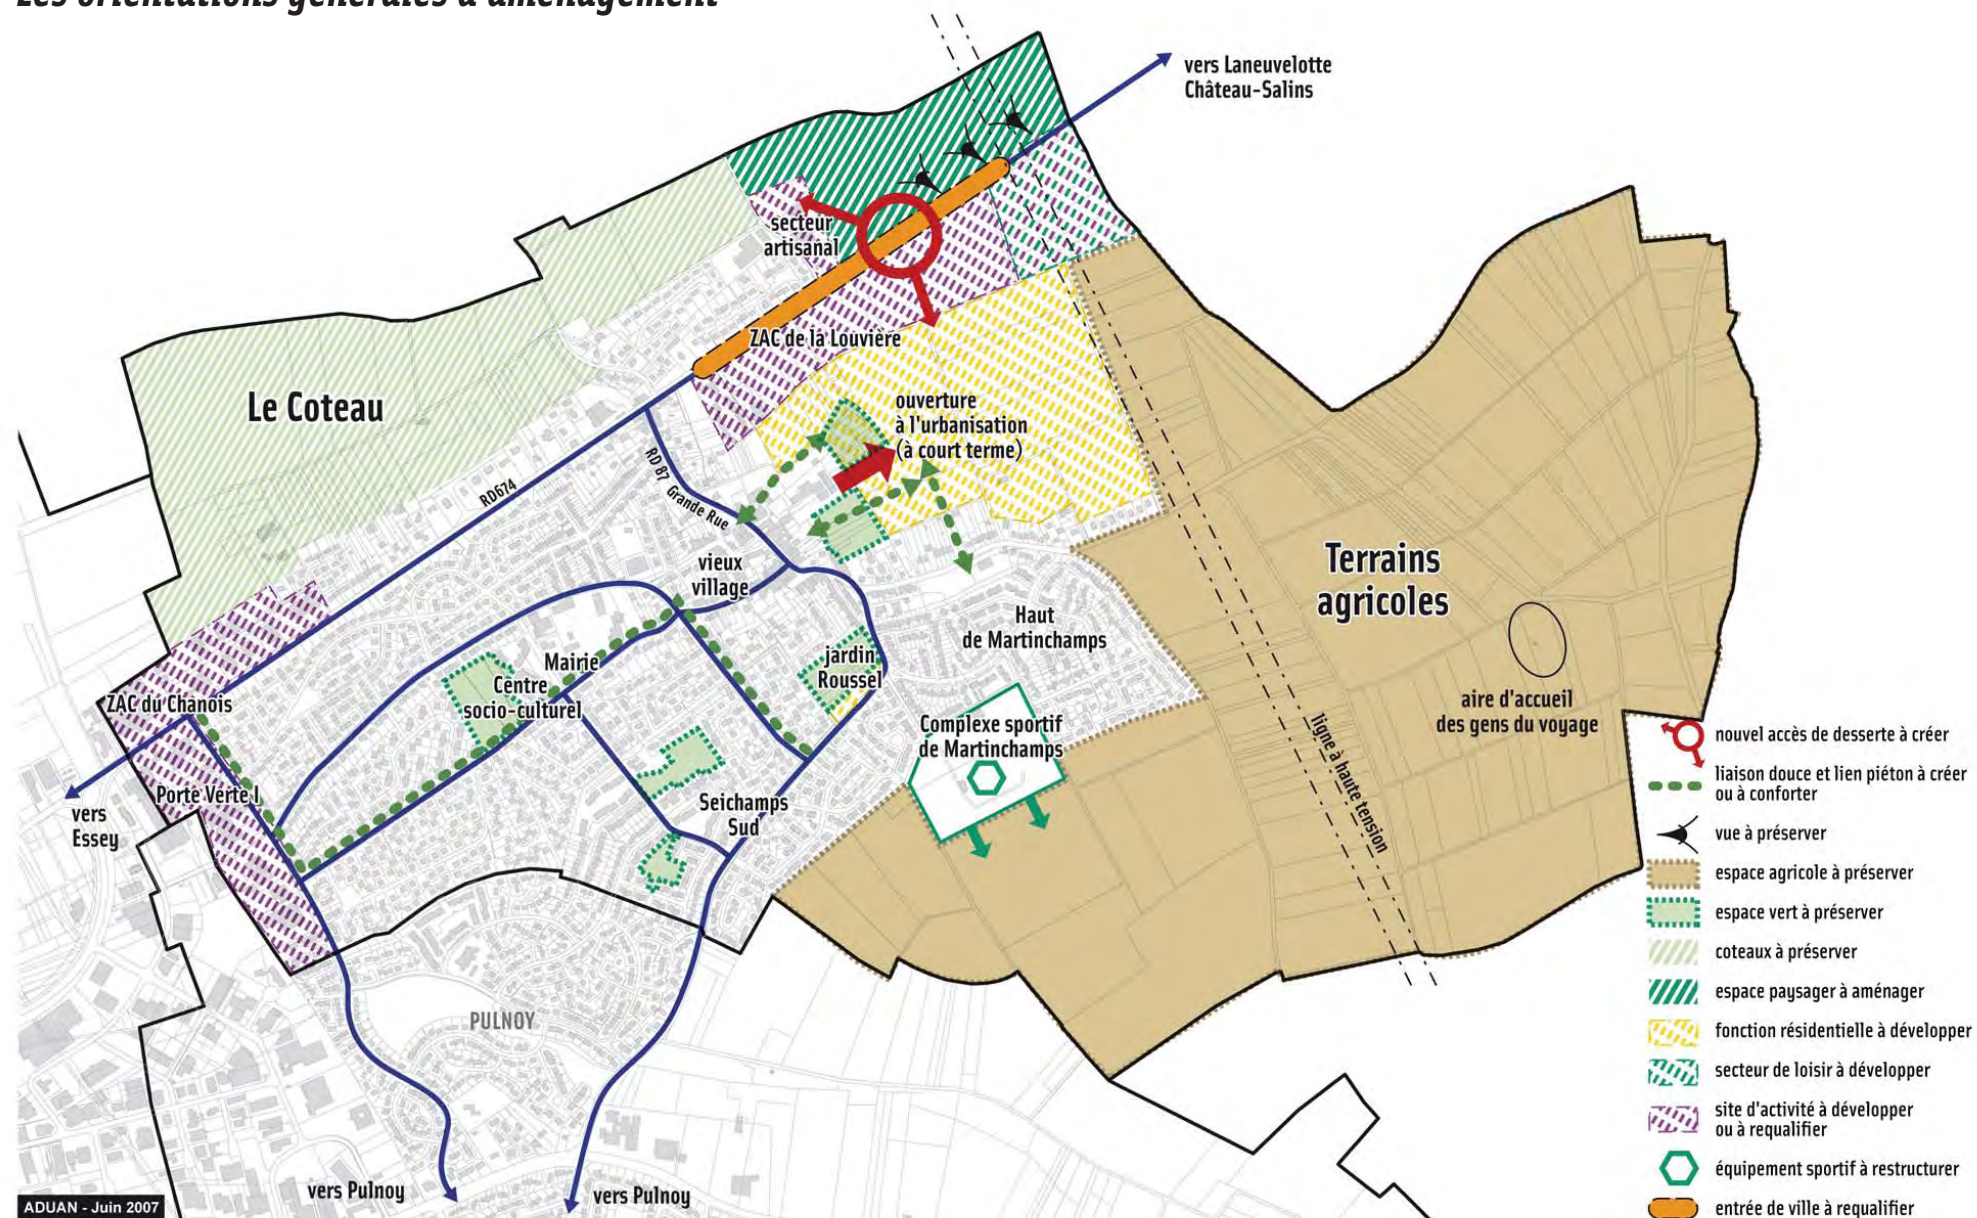 Les orientations générales d'aménagement
vers Laneuvelotte
Château-Salins
secteur
artisanal
ZAC de la Louvière
Le Coteau
ouverture
à l'urbanisation
(à court terme)
RD674
RD 87 Grande Rue
vieux
village
Terrains
agricoles
Haut
de Martinchamps
Mairie
Centre
socio-culturel
jardin
Roussel
ZAC du Chanois
aire d'accueil
des gens du voyage
Complexe sportif
de Martinchamps
ligne à haute tension
Porte Verte I
vers
Essey
Seichamps
Sud
PULNOY
vers Pulnoy
vers Pulnoy
nouvel accès de desserte à créer
liaison douce et lien piéton à créer
ou à conforter
vue à préserver
espace agricole à préserver
espace vert à préserver
coteaux à préserver
espace paysager à aménager
fonction résidentielle à développer
secteur de loisir à développer
site d'activité à développer
ou à requalifier
équipement sportif à restructurer
entrée de ville à requalifier
ADUAN - Juin 2007